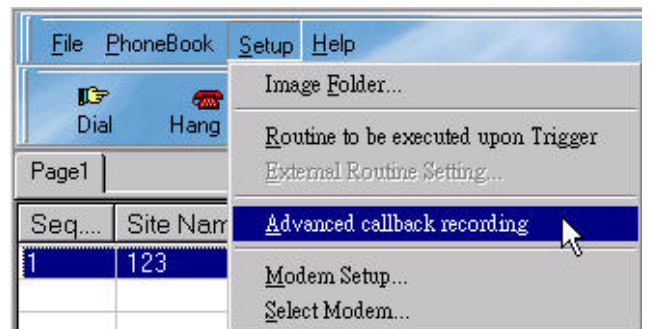 File PhoneBook Setup Help
Dial Hang
Page1
Seq.... Site Nam
1 123
Image Folder...
Routine to be executed upon Trigger
External Routine Setting...
Advanced callback recording
Modem Setup...
Select Modem...